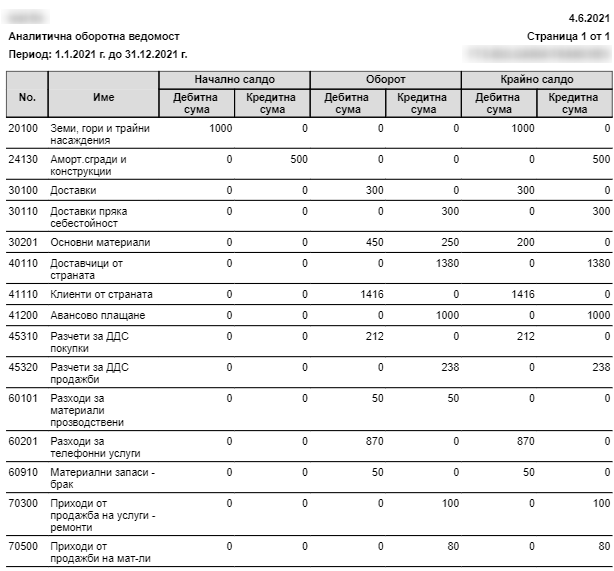 4.6.2021
Аналитична оборотна ведомост Страница 1 от 1
Период: 1.1.2021 г. до 31.12.2021 г.
Начално салдо Оборот Крайно салдо
No. Име Дебитна сума Кредитна сума Дебитна сума Кредитна сума Дебитна сума Кредитна сума
20100 Земи, гори и трайни 1000 0 0 0 1000 0
насаждения
24130 Аморт.сгради и 0 500 0 0 0 500
конструкции
30100 Доставки 0 0 300 0 300 0
30110 Доставки пряка 0 0 0 300 0 300
себестойност
30201 Основни материали 0 0 450 250 200 0
40110 Доставчици от 0 0 0 1380 0 1380
страната
41110 Клиенти от страната 0 0 1416 0 1416 0
41200 Авансово плащане 0 0 0 1000 0 1000
45310 Разчети за ДДС 0 0 212 0 212 0
покупки
45320 Разчети за ДДС 0 0 0 238 0 238
продажби
60101 Разходи за 0 0 50 50 0 0
материали
прозводствени
60201 Разходи за 0 0 870 0 870 0
телефонни услуги
60910 Материални запаси - 0 0 50 0 50 0
брак
70300 Приходи от 0 0 0 100 0 100
продажба на услуги -
ремонти
70500 Приходи от 0 0 0 80 0 80
продажби на мат-ли